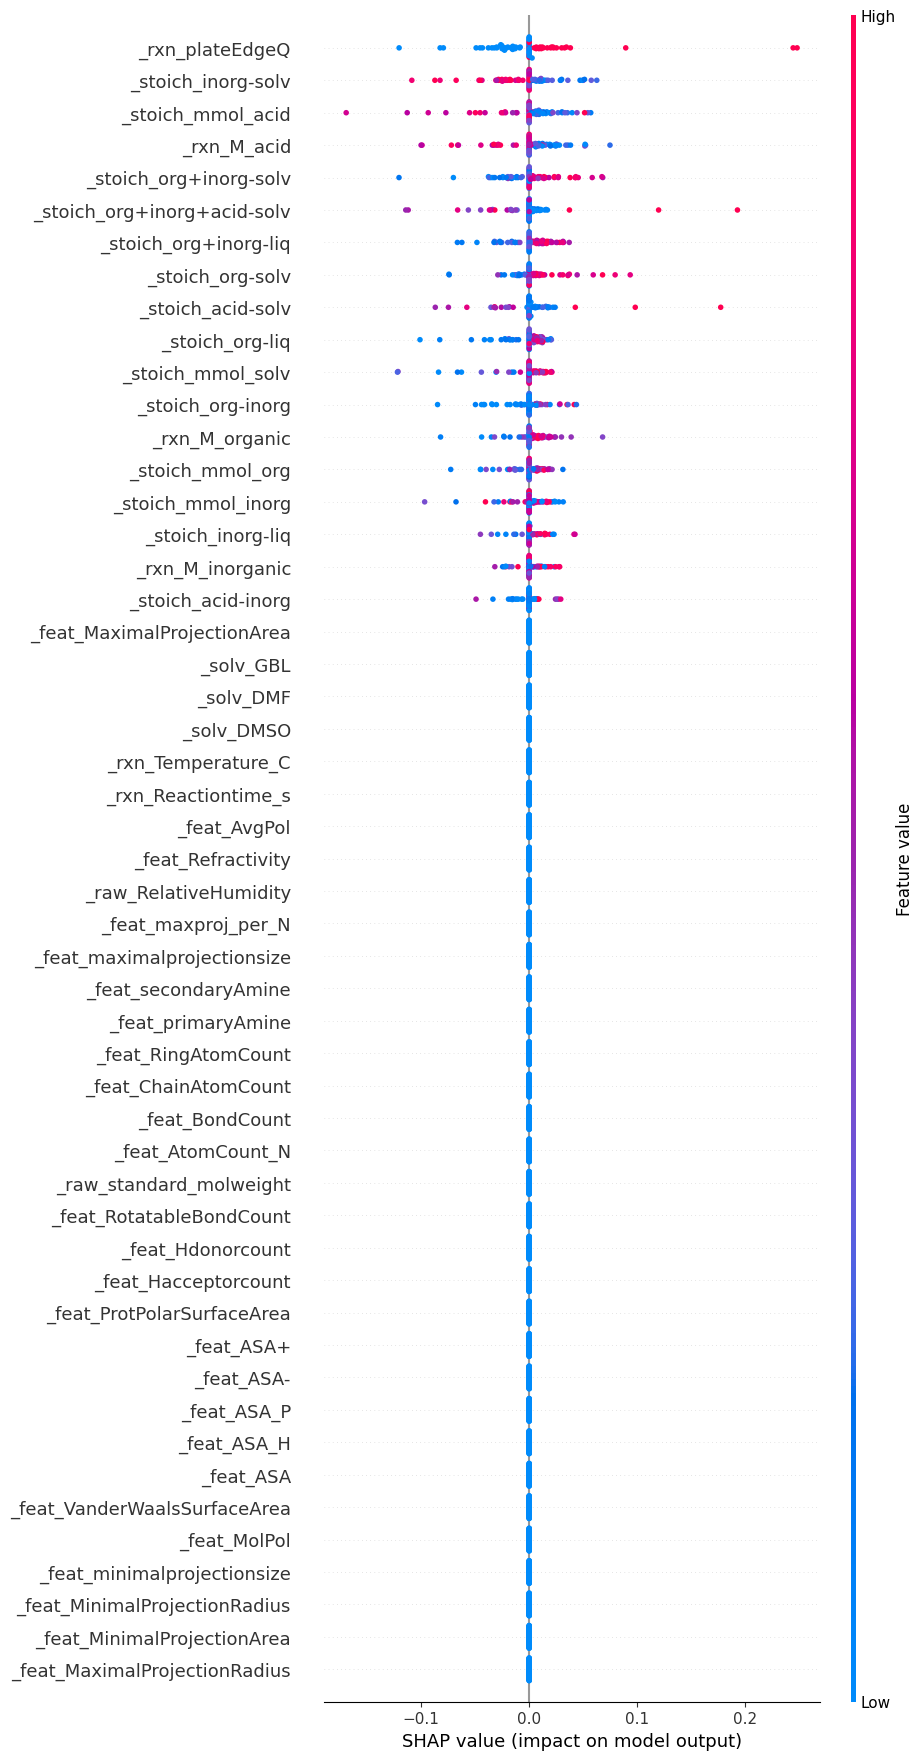 High
_rxn_plateEdgeQ
_stoich_inorg-solv
_stoich_mmol_acid
_rxn_M_acid
_stoich_org+inorg-solv
_stoich_org+inorg+acid-solv
_stoich_org+inorg-liq
_stoich_org-solv
_stoich_acid-solv
_stoich_org-liq
_stoich_mmol_solv
_stoich_org-inorg
_rxn_M_organic
_stoich_mmol_org
_stoich_mmol_inorg
_stoich_inorg-liq
_rxn_M_inorganic
_stoich_acid-inorg
_feat_MaximalProjectionArea
_solv_GBL
_solv_DMF
_solv_DMSO
_rxn_Temperature_C
_rxn_Reactiontime_s
_feat_AvgPol
_feat_Refractivity
_raw_RelativeHumidity
_feat_maxproj_per_N
_feat_maximalprojectionsize
_feat_secondaryAmine
_feat_primaryAmine
_feat_RingAtomCount
_feat_ChainAtomCount
_feat_BondCount
_feat_AtomCount_N
_raw_standard_molweight
_feat_RotatableBondCount
_feat_Hdonorcount
_feat_Hacceptorcount
_feat_ProtPolarSurfaceArea
_feat_ASA+
_feat_ASA-
_feat_ASA_P
_feat_ASA_H
_feat_ASA
_feat_VanderWaalsSurfaceArea
_feat_MolPol
_feat_minimalprojectionsize
_feat_MinimalProjectionRadius
_feat_MinimalProjectionArea
_feat_MaximalProjectionRadius
Feature value
Low
−0.1 0.0 0.1 0.2
SHAP value (impact on model output)